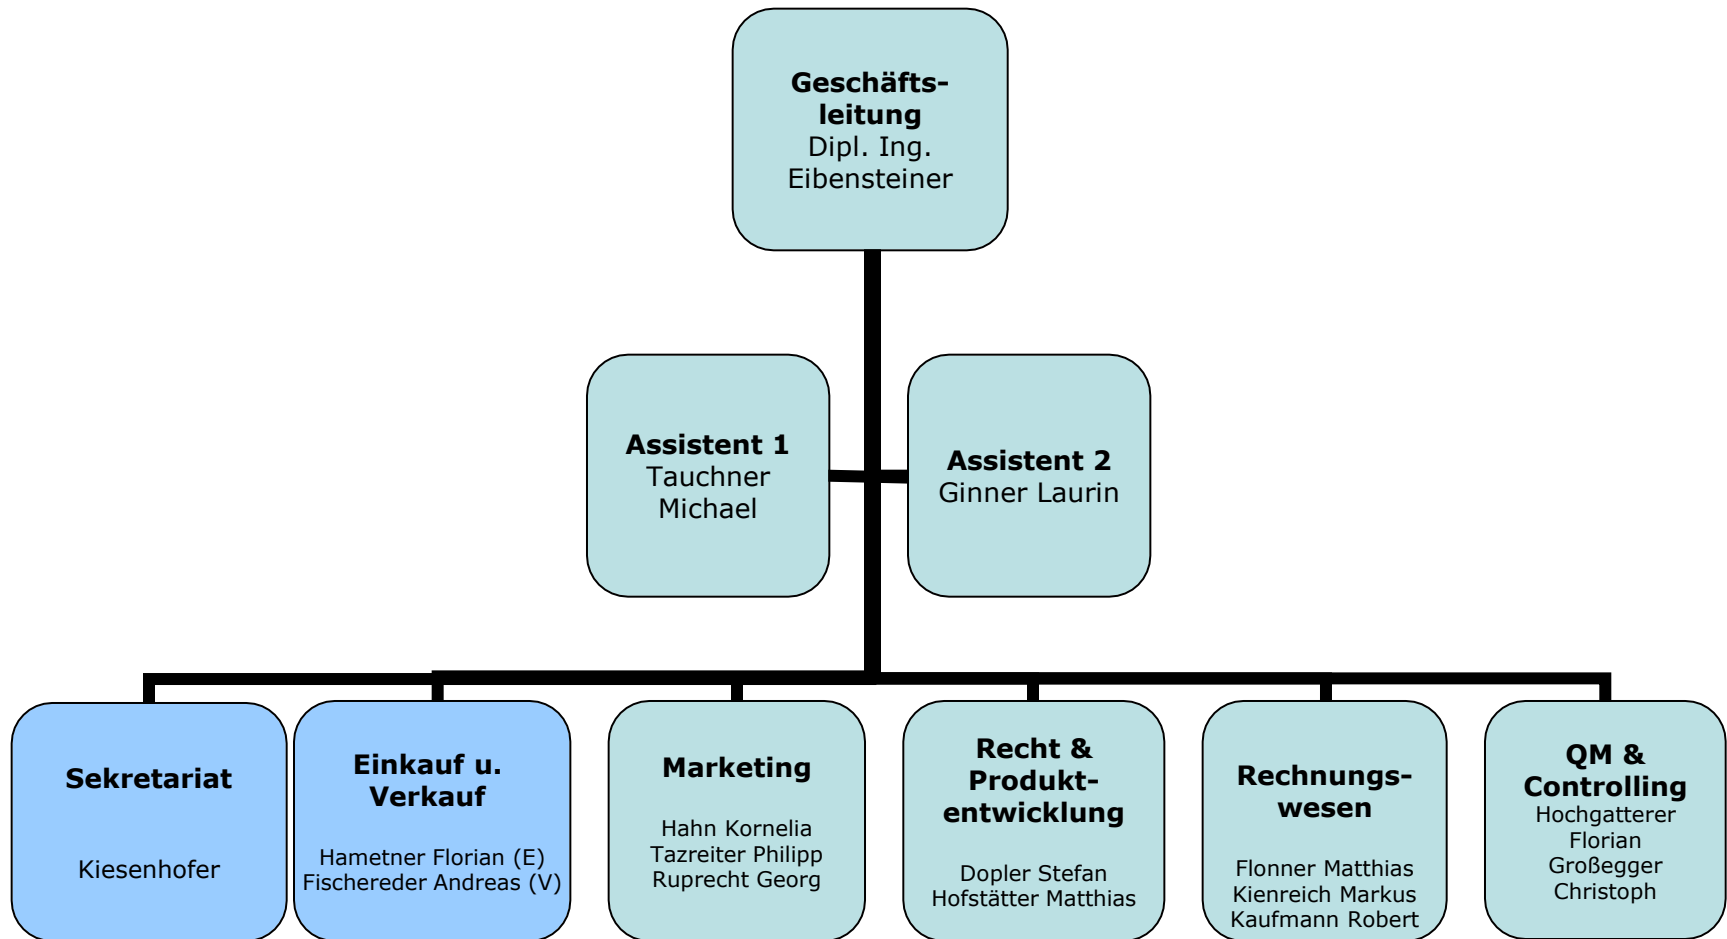 Geschäfts-
leitung
Dipl. Ing.
Eibensteiner
Assistent 1
Tauchner
Michael
Assistent 2
Ginner Laurin
Sekretariat
Kiesenhofer
Einkauf u.
Verkauf
Hametner Florian (E)
Fischereder Andreas (V)
Marketing
Hahn Kornelia
Tazreiter Philipp
Ruprecht Georg
Recht &
Produkt-
entwicklung
Dopler Stefan
Hofstätter Matthias
Rechnungs-
wesen
Flonner Matthias
Kienreich Markus
Kaufmann Robert
QM &
Controlling
Hochgatterer
Florian
Großegger
Christoph